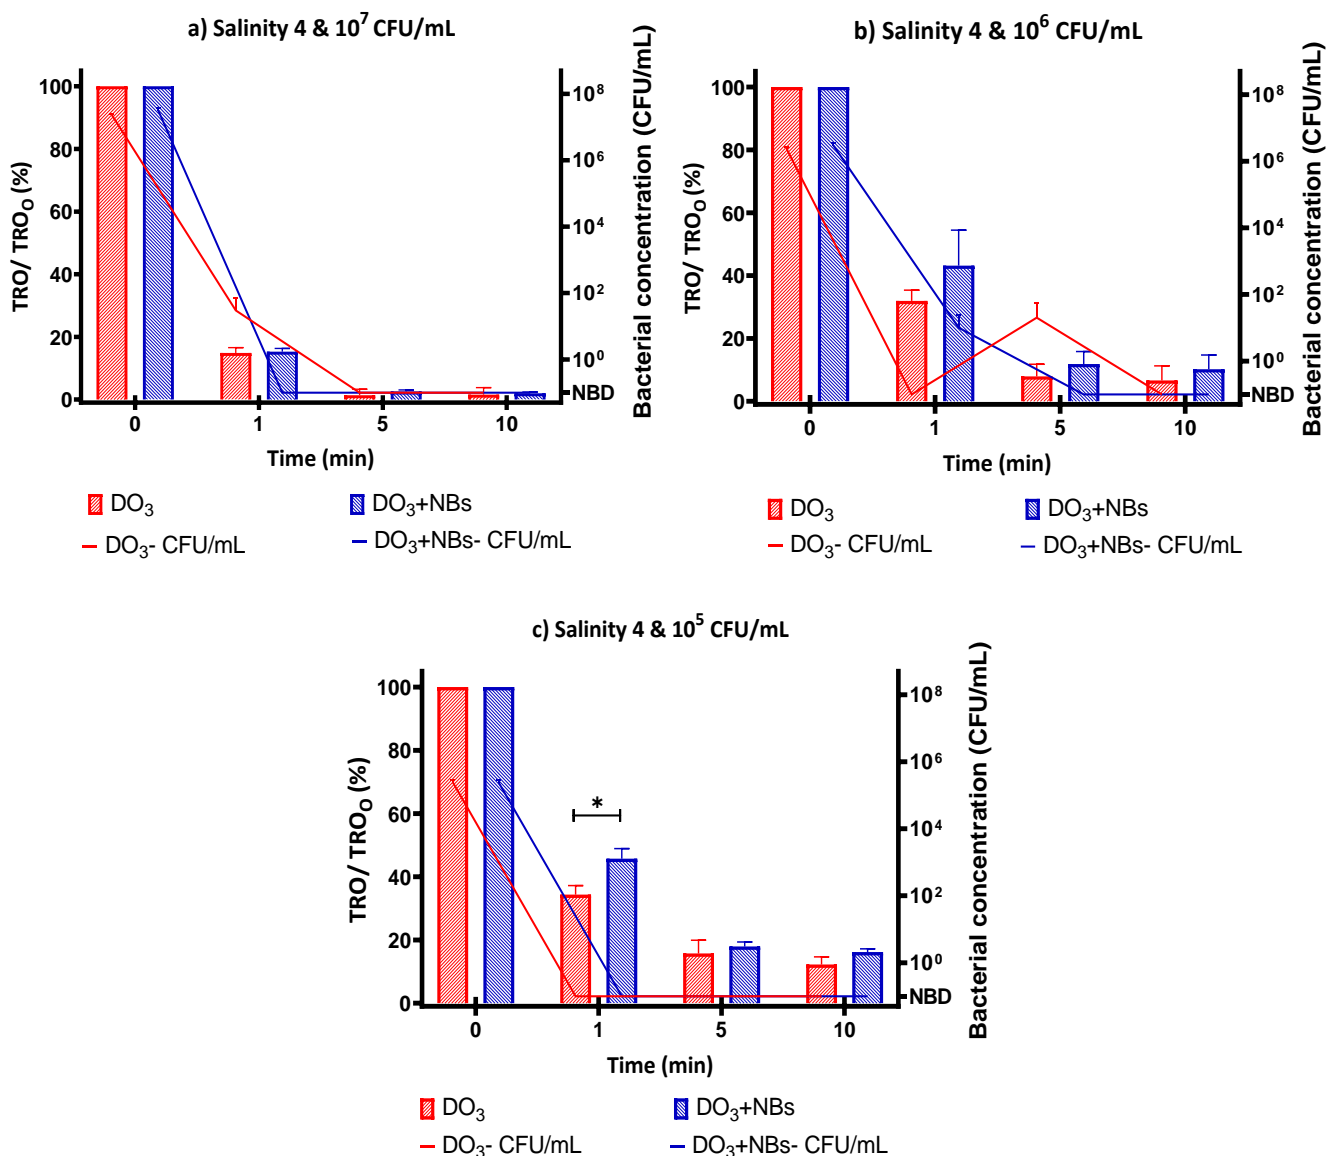 a) Salinity 4 & 10⁷ CFU/mL
100
80
60
40
20
0
TRO/ TRO₀ (%)
10⁸
10⁶
10⁴
10²
10⁰
NBD
Bacterial concentration (CFU/mL)
0 1 5 10
Time (min)
DO₃ DO₃+NBs
DO₃- CFU/mL DO₃+NBs- CFU/mL
b) Salinity 4 & 10⁶ CFU/mL
100
80
60
40
20
0
TRO/ TRO₀ (%)
10⁸
10⁶
10⁴
10²
10⁰
NBD
Bacterial concentration (CFU/mL)
0 1 5 10
Time (min)
DO₃ DO₃+NBs
DO₃- CFU/mL DO₃+NBs- CFU/mL
c) Salinity 4 & 10⁵ CFU/mL
100
80
60
40
20
0
TRO/ TRO₀ (%)
*
10⁸
10⁶
10⁴
10²
10⁰
NBD
Bacterial concentration (CFU/mL)
0 1 5 10
Time (min)
DO₃ DO₃+NBs
DO₃- CFU/mL DO₃+NBs- CFU/mL